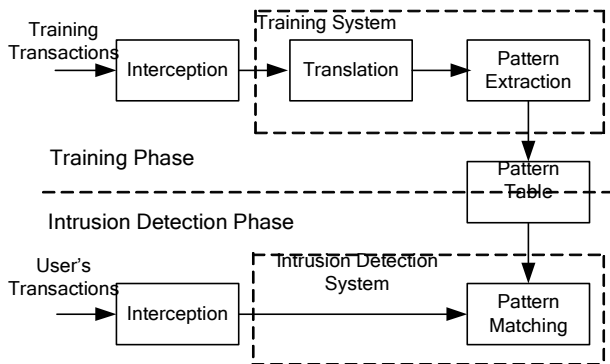 Training System
Training
Transactions
Interception
Translation
Pattern
Extraction
Training Phase
Pattern
Table
Intrusion Detection Phase
User's
Transactions
Interception
Intrusion Detection
System
Pattern
Matching